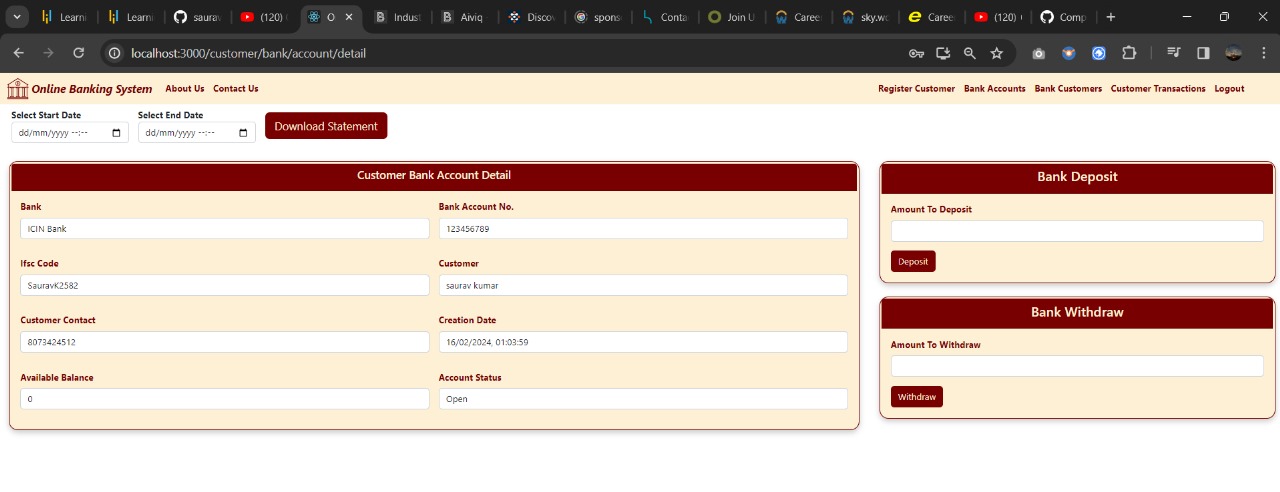 Learni
Learni
saurav
(120)
O
Indust
Aiviq
Discov
spons
Conta
Join U
Career
sky.wo
Caree
(120)
Comp
localhost:3000/customer/bank/account/detail
Online Banking System About Us Contact Us
Register Customer Bank Accounts Bank Customers Customer Transactions Logout
Select Start Date Select End Date
dd/mm/yyyy --:-- dd/mm/yyyy --:-- Download Statement
Customer Bank Account Detail
Bank Bank Account No.
ICIN Bank 123456789
Ifsc Code Customer
SauravK2582 saurav kumar
Customer Contact Creation Date
8073424512 16/02/2024, 01:03:59
Available Balance Account Status
0 Open
Bank Deposit
Amount To Deposit
Deposit
Bank Withdraw
Amount To Withdraw
Withdraw